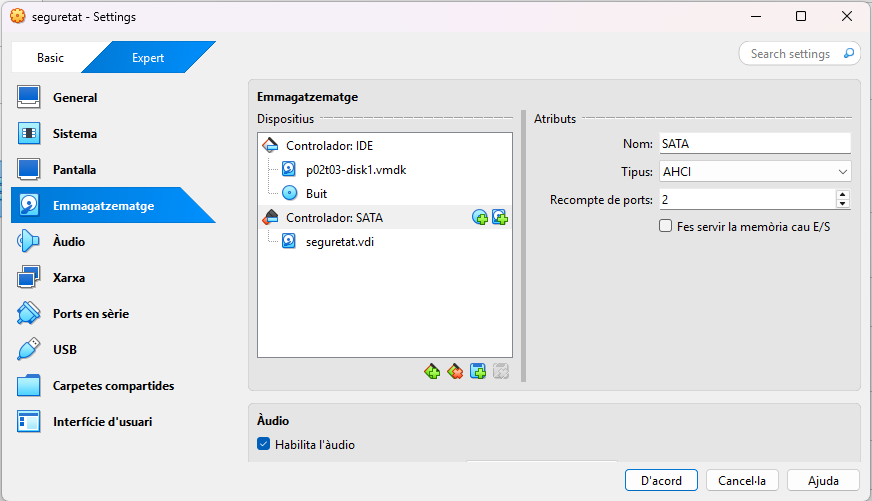 seguretat - Settings
Basic
Expert
Search settings
General
Sistema
Pantalla
Emmagatzematge
Àudio
Xarxa
Ports en sèrie
USB
Carpetes compartides
Interfície d'usuari
Emmagatzematge
Dispositius
Controlador: IDE
p02t03-disk1.vmdk
Buit
Controlador: SATA
seguretat.vdi
Atributs
Nom: SATA
Tipus: AHCI
Recompte de ports: 2
Fes servir la memòria cau E/S
Àudio
Habilita l'àudio
D'acord
Cancel·la
Ajuda